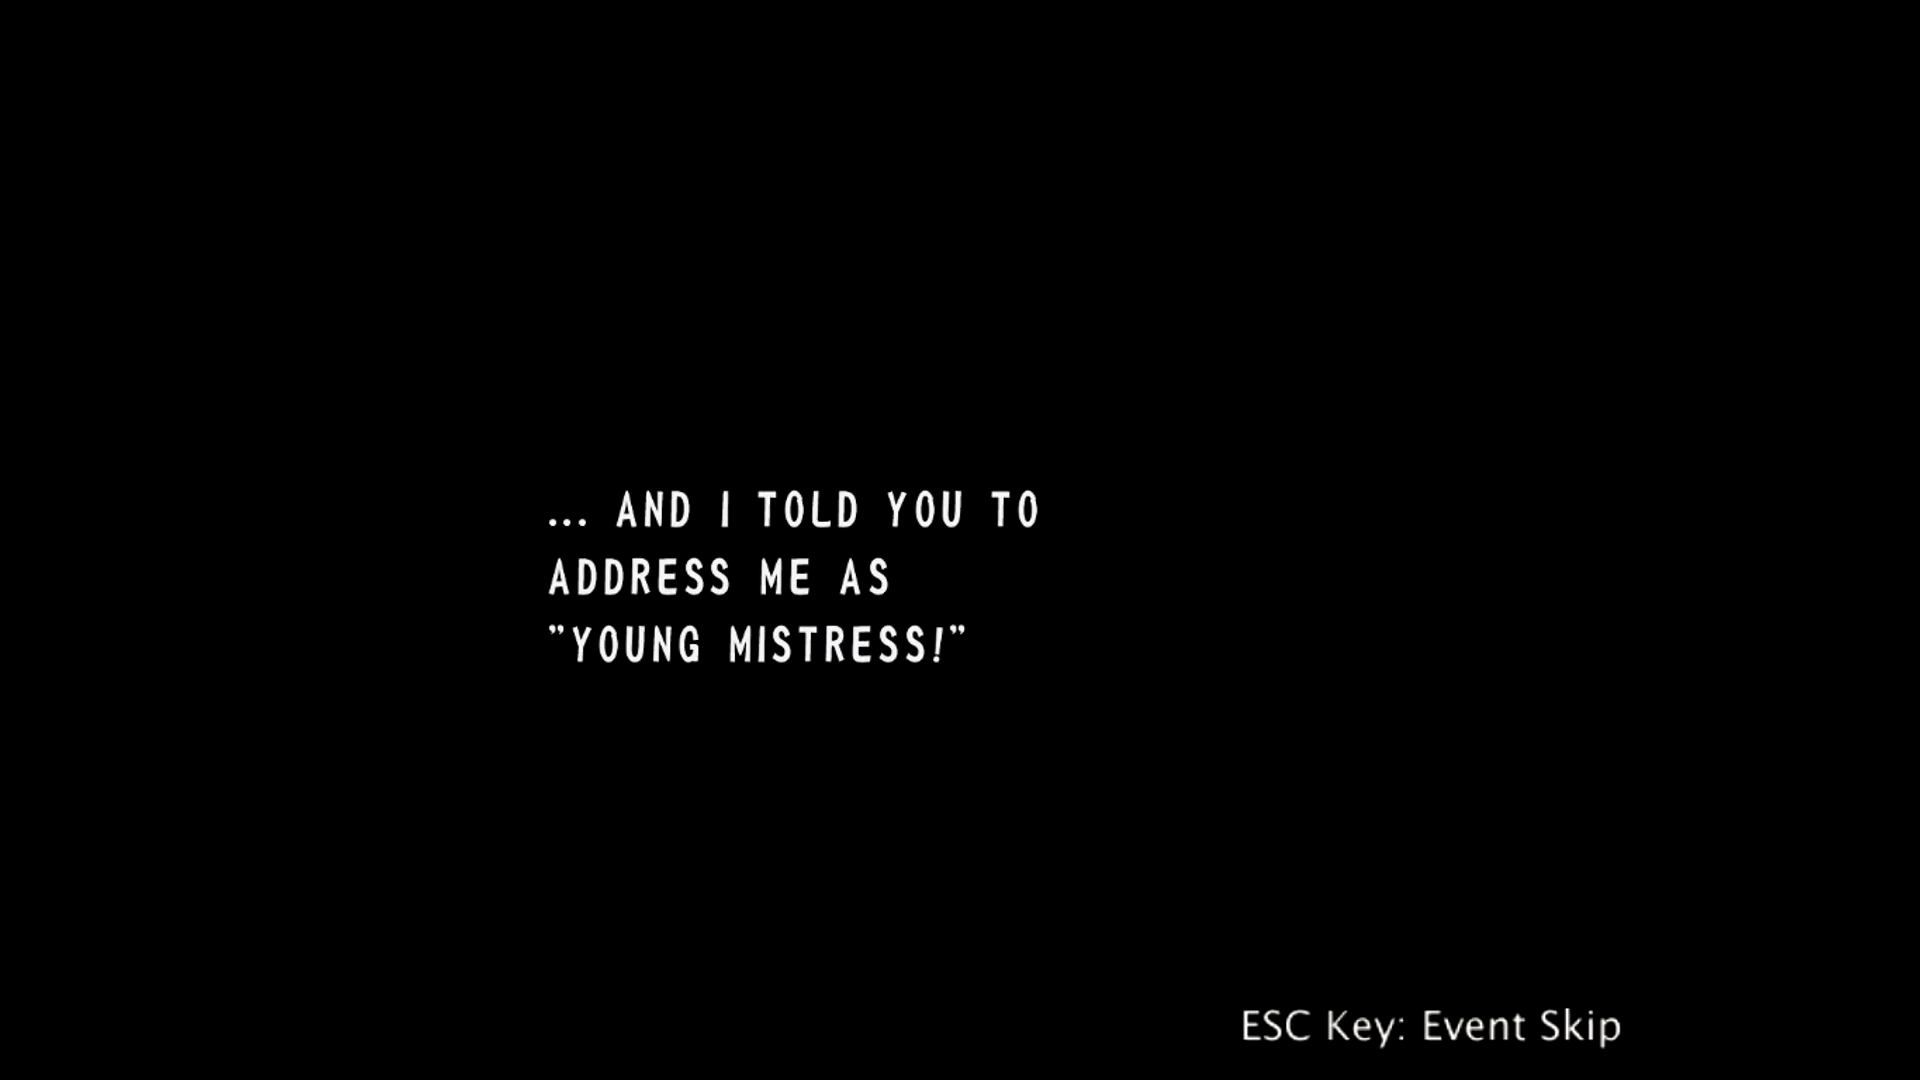 ... AND I TOLD YOU TO
ADDRESS ME AS
"YOUNG MISTRESS!"
ESC Key: Event Skip